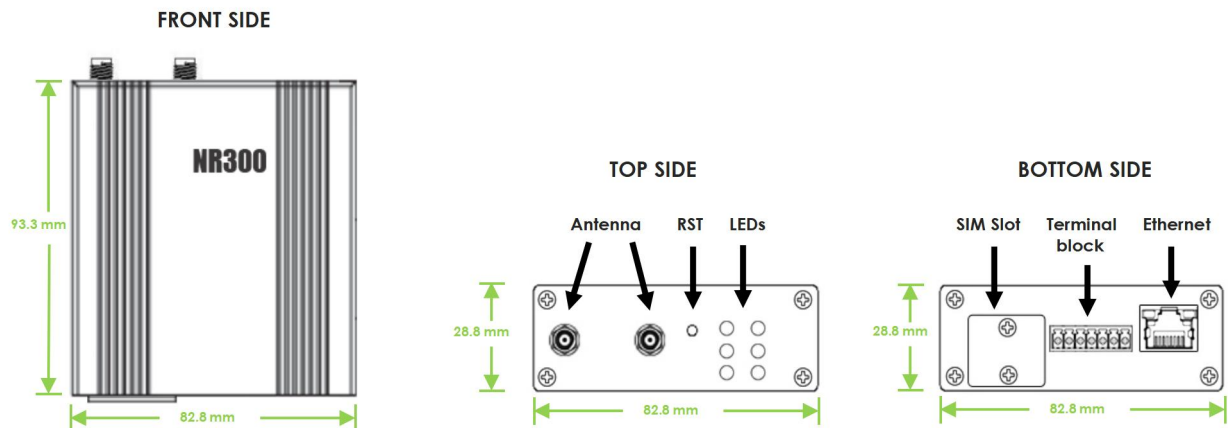 FRONT SIDE
NR300
93.3 mm
82.8 mm
TOP SIDE
Antenna
RST
LEDs
28.8 mm
82.8 mm
BOTTOM SIDE
SIM Slot
Terminal
block
Ethernet
28.8 mm
82.8 mm